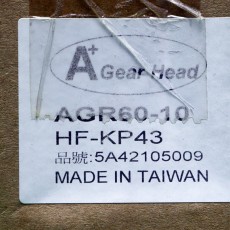 A+ Gear Head
AGR60-10
HF-KP43
品號:5A42105009
MADE IN TAIWAN